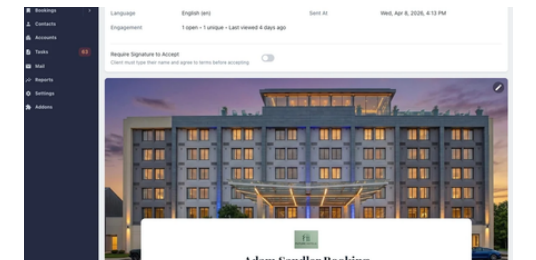 Bookings
Contacts
Accounts
Tasks 63
Mail
Reports
Settings
Addons
Language English (en) Sent At Wed, Apr 8, 2026, 4:13 PM
Engagement 1 open • 1 unique • Last viewed 4 days ago
Require Signature to Accept
Client must type their name and agree to terms before accepting.
Adam Sandler Booking